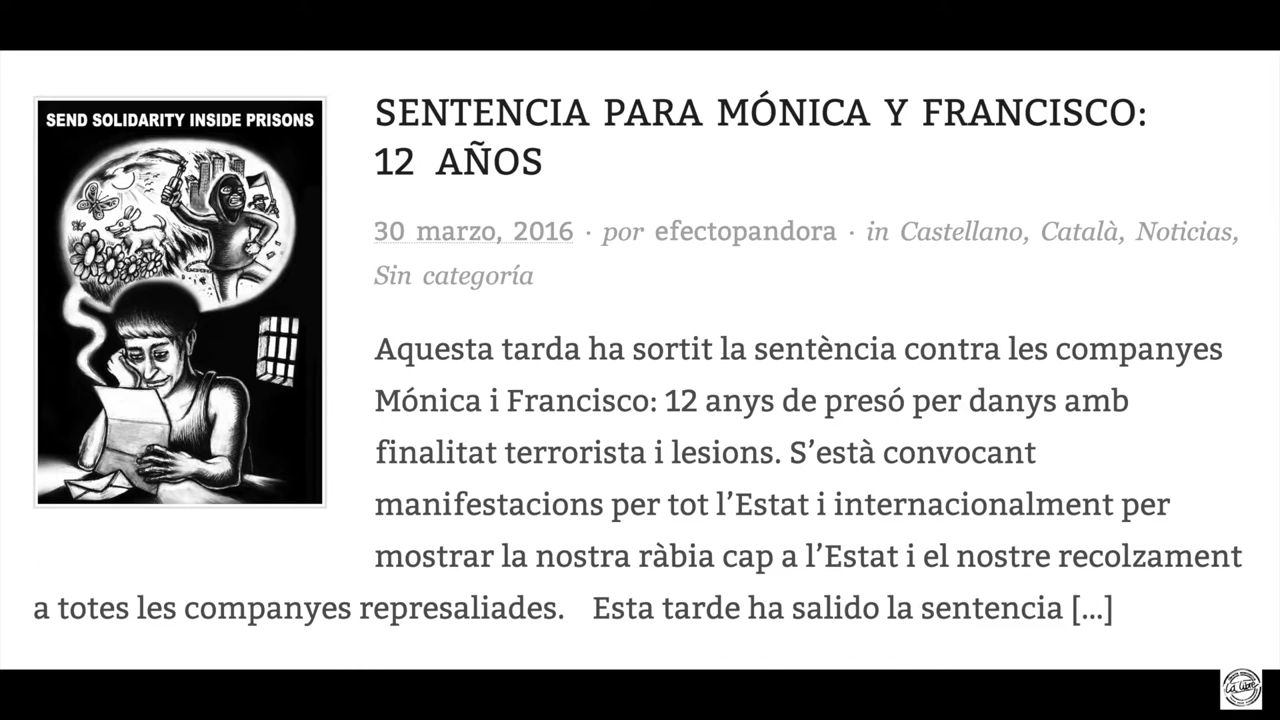 SEND SOLIDARITY INSIDE PRISONS
SENTENCIA PARA MÓNICA Y FRANCISCO:
12 AÑOS
30 marzo, 2016 · por efectopandora · in Castellano, Català, Noticias,
Sin categoría
Aquesta tarda ha sortit la sentència contra les companyes
Mónica i Francisco: 12 anys de presó per danys amb
finalitat terrorista i lesions. S’està convocant
manifestacions per tot l’Estat i internacionalment per
mostrar la nostra ràbia cap a l’Estat i el nostre recolzament
a totes les companyes represaliades. Esta tarde ha salido la sentencia [...]